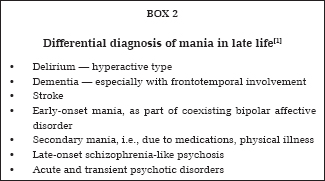 BOX 2
Differential diagnosis of mania in late life[1]
• Delirium — hyperactive type
• Dementia — especially with frontotemporal involvement
• Stroke
• Early-onset mania, as part of coexisting bipolar affective
disorder
• Secondary mania, i.e., due to medications, physical illness
• Late-onset schizophrenia-like psychosis
• Acute and transient psychotic disorders